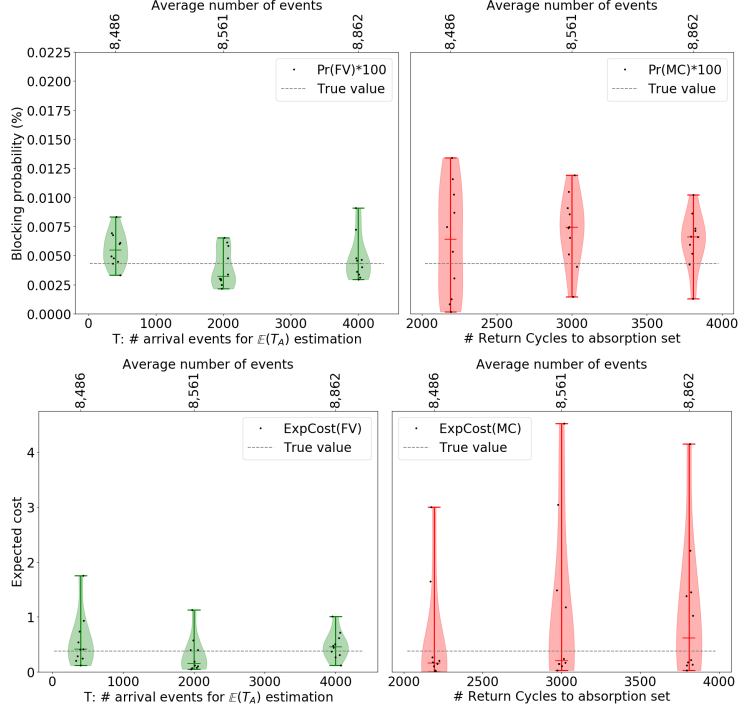 Average number of events
Average number of events
8,486
8,561
8,862
8,486
8,561
8,862
0.0225
0.0200
0.0175
0.0150
0.0125
0.0100
0.0075
0.0050
0.0025
0.0000
Blocking probability (%)
Pr(FV)*100
True value
Pr(MC)*100
True value
0
1000
2000
3000
4000
2000
2500
3000
3500
4000
T: # arrival events for 𝔼(T_A) estimation
# Return Cycles to absorption set
Average number of events
Average number of events
8,486
8,561
8,862
8,486
8,561
8,862
4
3
2
1
0
Expected cost
ExpCost(FV)
True value
ExpCost(MC)
True value
0
1000
2000
3000
4000
2000
2500
3000
3500
4000
T: # arrival events for 𝔼(T_A) estimation
# Return Cycles to absorption set